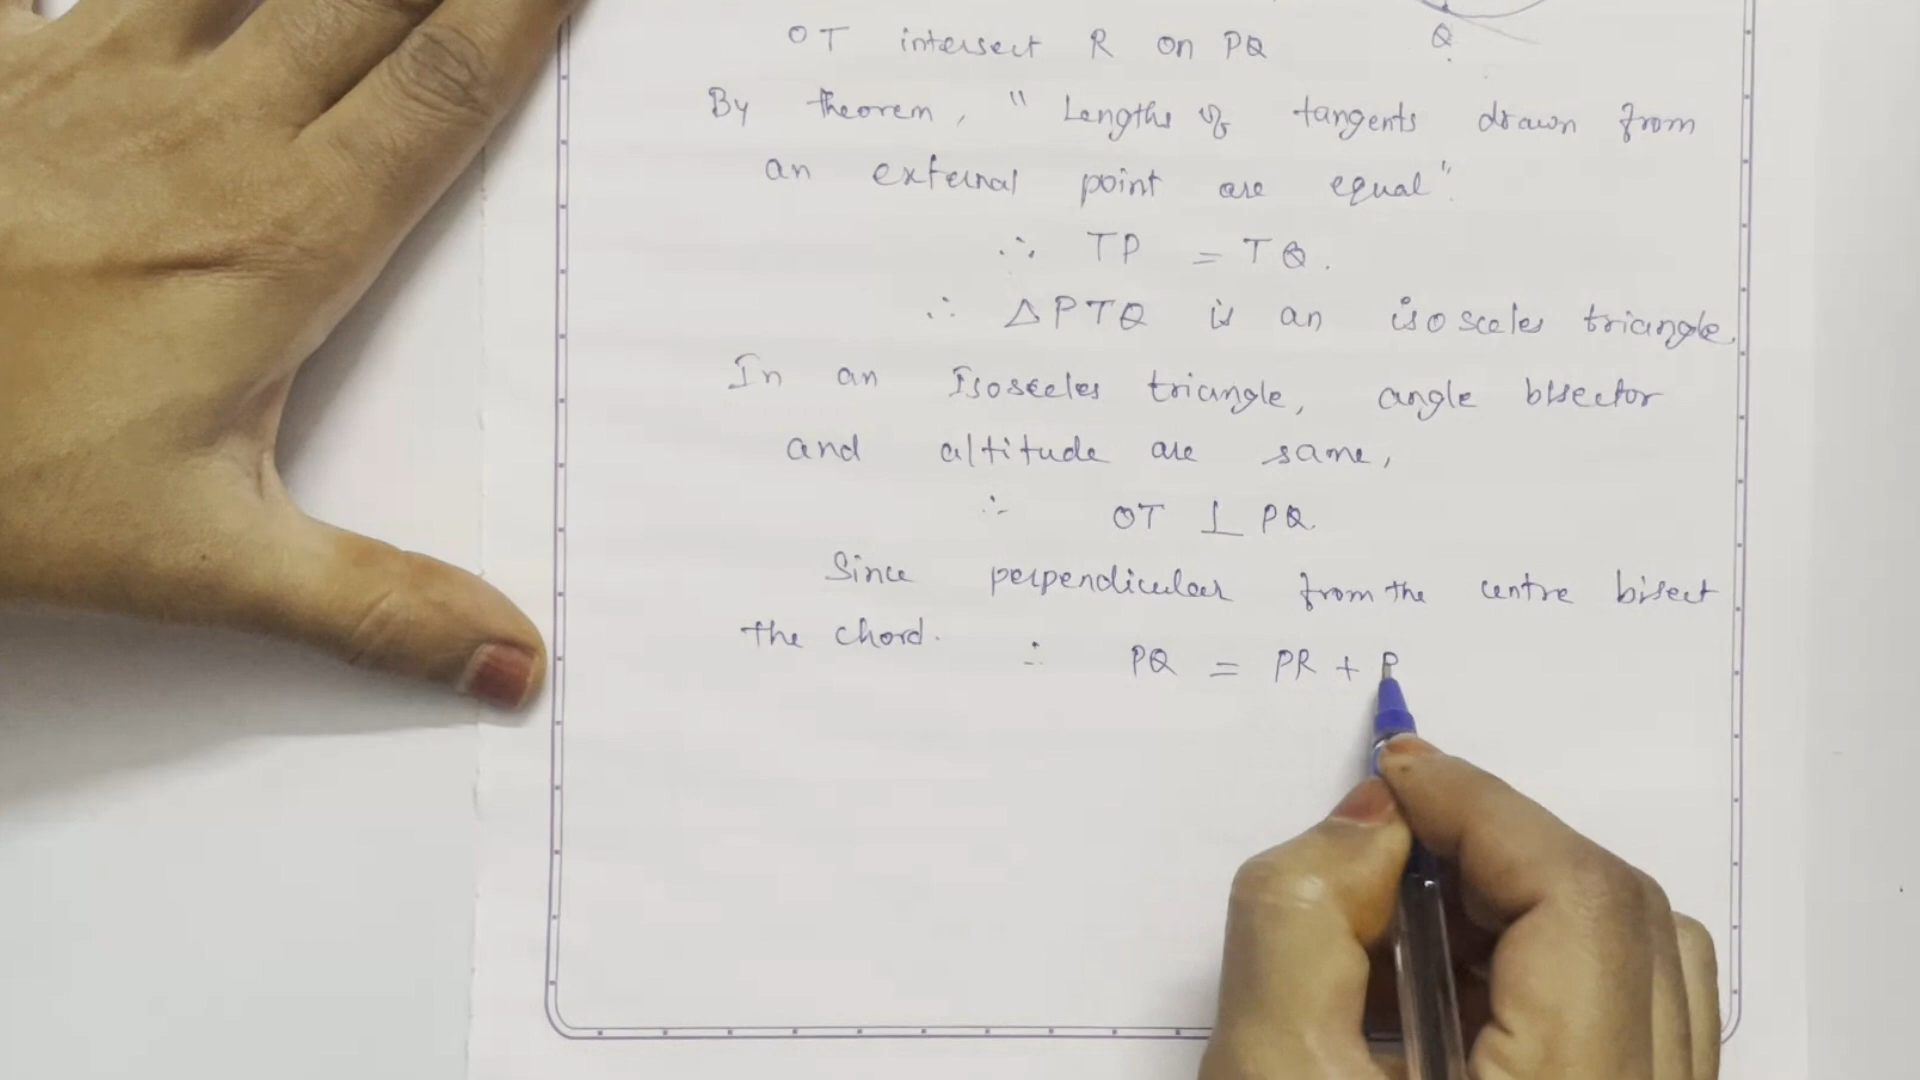 Q
OT intersect R on PQ
By theorem, " Lengths of tangents drawn from
an external point are equal".
∴ TP = TQ.
∴ △PTQ is an isosceles triangle
In an Isosceles triangle, angle bisector
and altitude are same,
∴ OT ⊥ PQ.
Since perpendicular from the centre bisect
the chord. ∴ PQ = PR + R